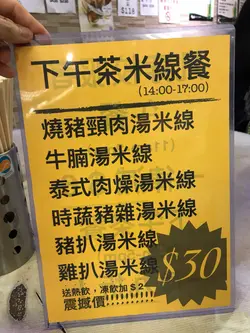 下午茶米線餐
(14:00-17:00)
燒豬頸肉湯米線
牛腩湯米線
泰式肉燥湯米線
時蔬豬雜湯米線
豬扒湯米線
雞扒湯米線
送熱飲，凍飲加＄2
震撼價
$30